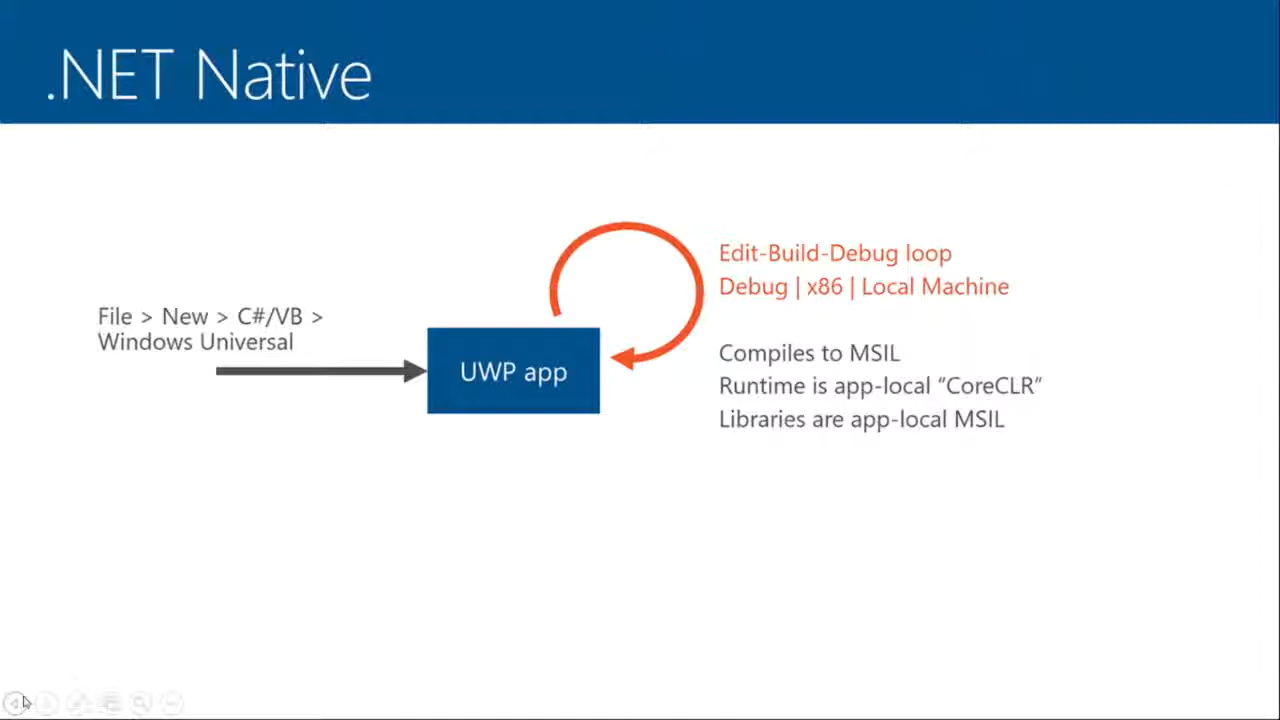 .NET Native
File > New > C#/VB >
Windows Universal
UWP app
Edit-Build-Debug loop
Debug | x86 | Local Machine
Compiles to MSIL
Runtime is app-local “CoreCLR”
Libraries are app-local MSIL